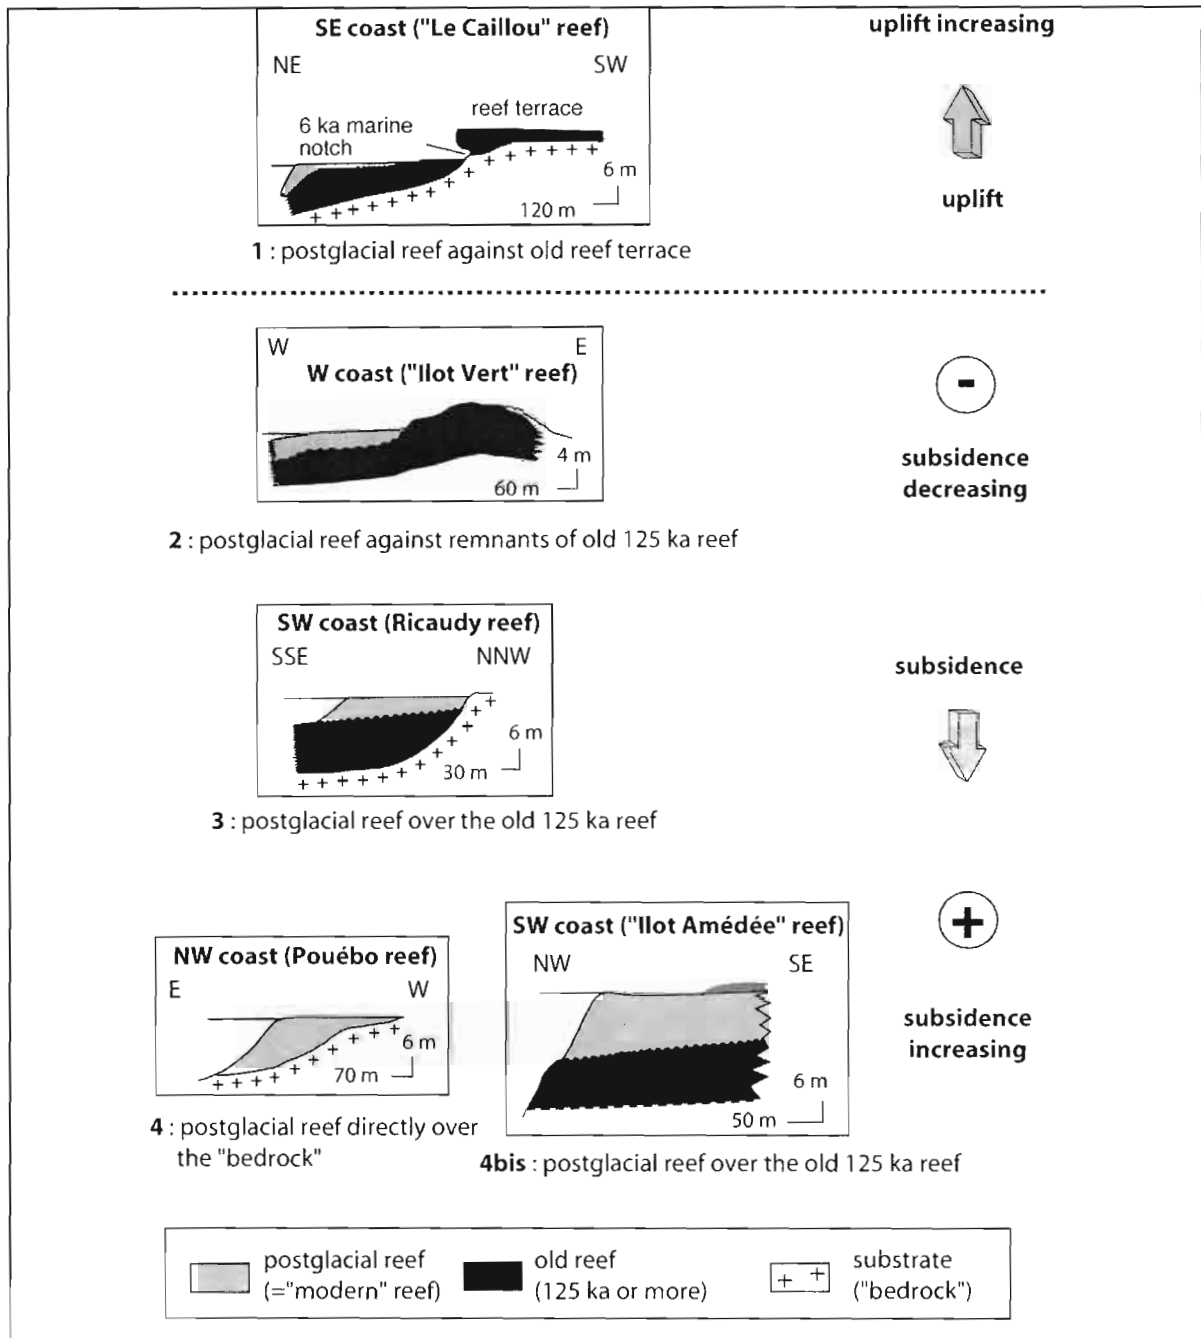 SE coast ("Le Caillou" reef)
NE SW
reef terrace
6 ka marine
notch
6 m
120 m
1 : postglacial reef against old reef terrace
uplift increasing
uplift
W E
W coast ("Ilot Vert" reef)
4 m
60 m
2 : postglacial reef against remnants of old 125 ka reef
-
subsidence
decreasing
SW coast (Ricaudy reef)
SSE NNW
6 m
30 m
3 : postglacial reef over the old 125 ka reef
subsidence
NW coast (Pouébo reef)
E W
6 m
70 m
4 : postglacial reef directly over
the "bedrock"
SW coast ("Ilot Amédée" reef)
NW SE
6 m
50 m
4bis : postglacial reef over the old 125 ka reef
+
subsidence
increasing
postglacial reef
(="modern" reef)
old reef
(125 ka or more)
substrate
("bedrock")